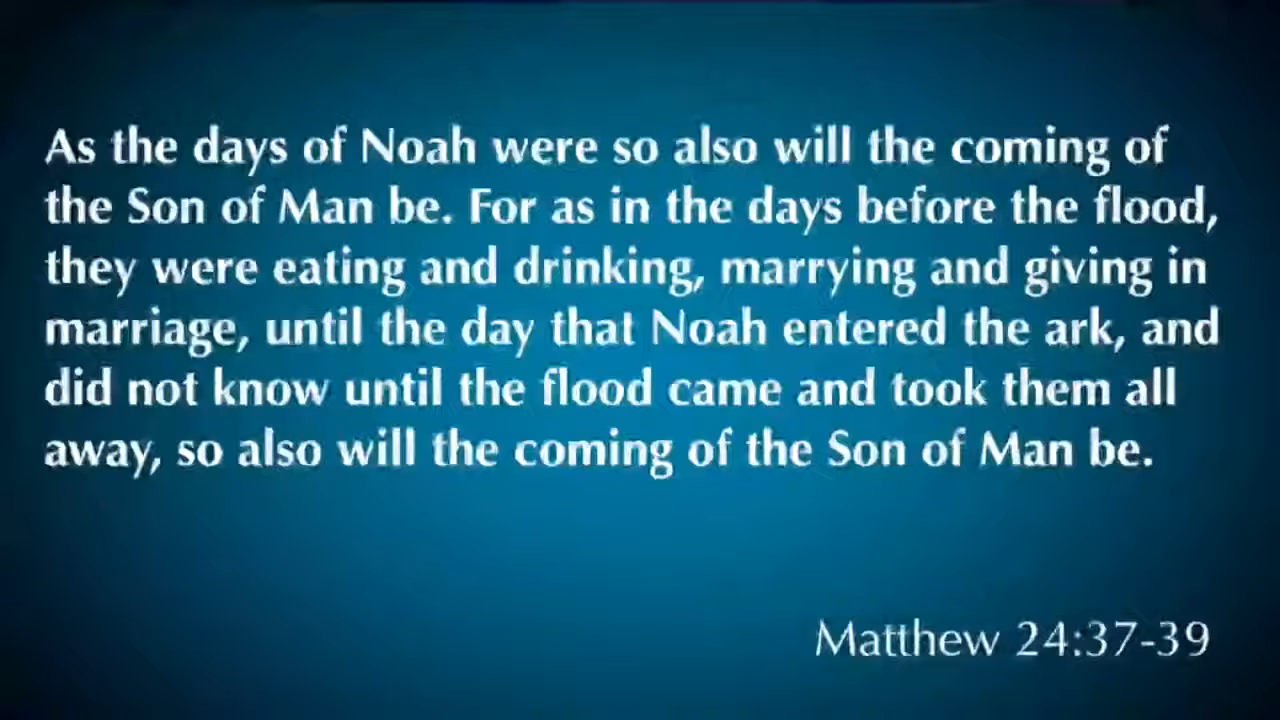 As the days of Noah were so also will the coming of
the Son of Man be. For as in the days before the flood,
they were eating and drinking, marrying and giving in
marriage, until the day that Noah entered the ark, and
did not know until the flood came and took them all
away, so also will the coming of the Son of Man be.
Matthew 24:37-39